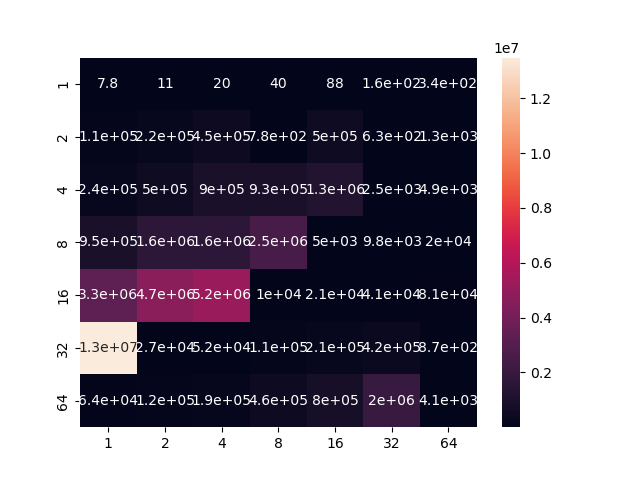 1e7
1 7.8 11 20 40 88 1.6e+02 3.4e+02
2 1.1e+05 2.2e+05 4.5e+05 7.8e+02 5e+05 6.3e+02 1.3e+03
4 2.4e+05 5e+05 9e+05 9.3e+05 1.3e+06 2.5e+03 4.9e+03
8 9.5e+05 1.6e+06 1.6e+06 2.5e+06 5e+03 9.8e+03 2e+04
16 3.3e+06 4.7e+06 5.2e+06 1e+04 2.1e+04 4.1e+04 8.1e+04
32 1.3e+07 2.7e+04 5.2e+04 1.1e+05 2.1e+05 4.2e+05 8.7e+02
64 6.4e+04 1.2e+05 1.9e+05 4.6e+05 8e+05 2e+06 4.1e+03
1 2 4 8 16 32 64
1.2
1.0
0.8
0.6
0.4
0.2